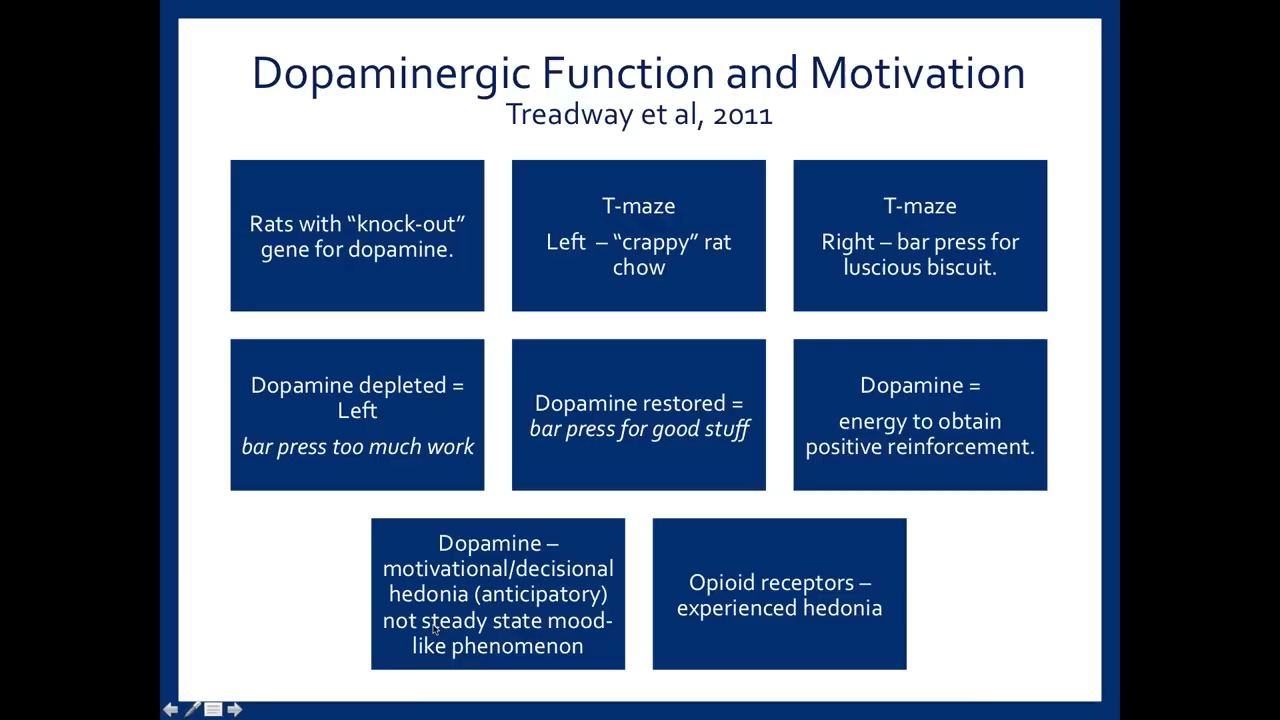 Dopaminergic Function and Motivation
Treadway et al, 2011
Rats with “knock-out”
gene for dopamine.
T-maze
Left – “crappy” rat
chow
T-maze
Right – bar press for
luscious biscuit.
Dopamine depleted =
Left
bar press too much work
Dopamine restored =
bar press for good stuff
Dopamine =
energy to obtain
positive reinforcement.
Dopamine –
motivational/decisional
hedonia (anticipatory)
not steady state mood-
like phenomenon
Opioid receptors –
experienced hedonia